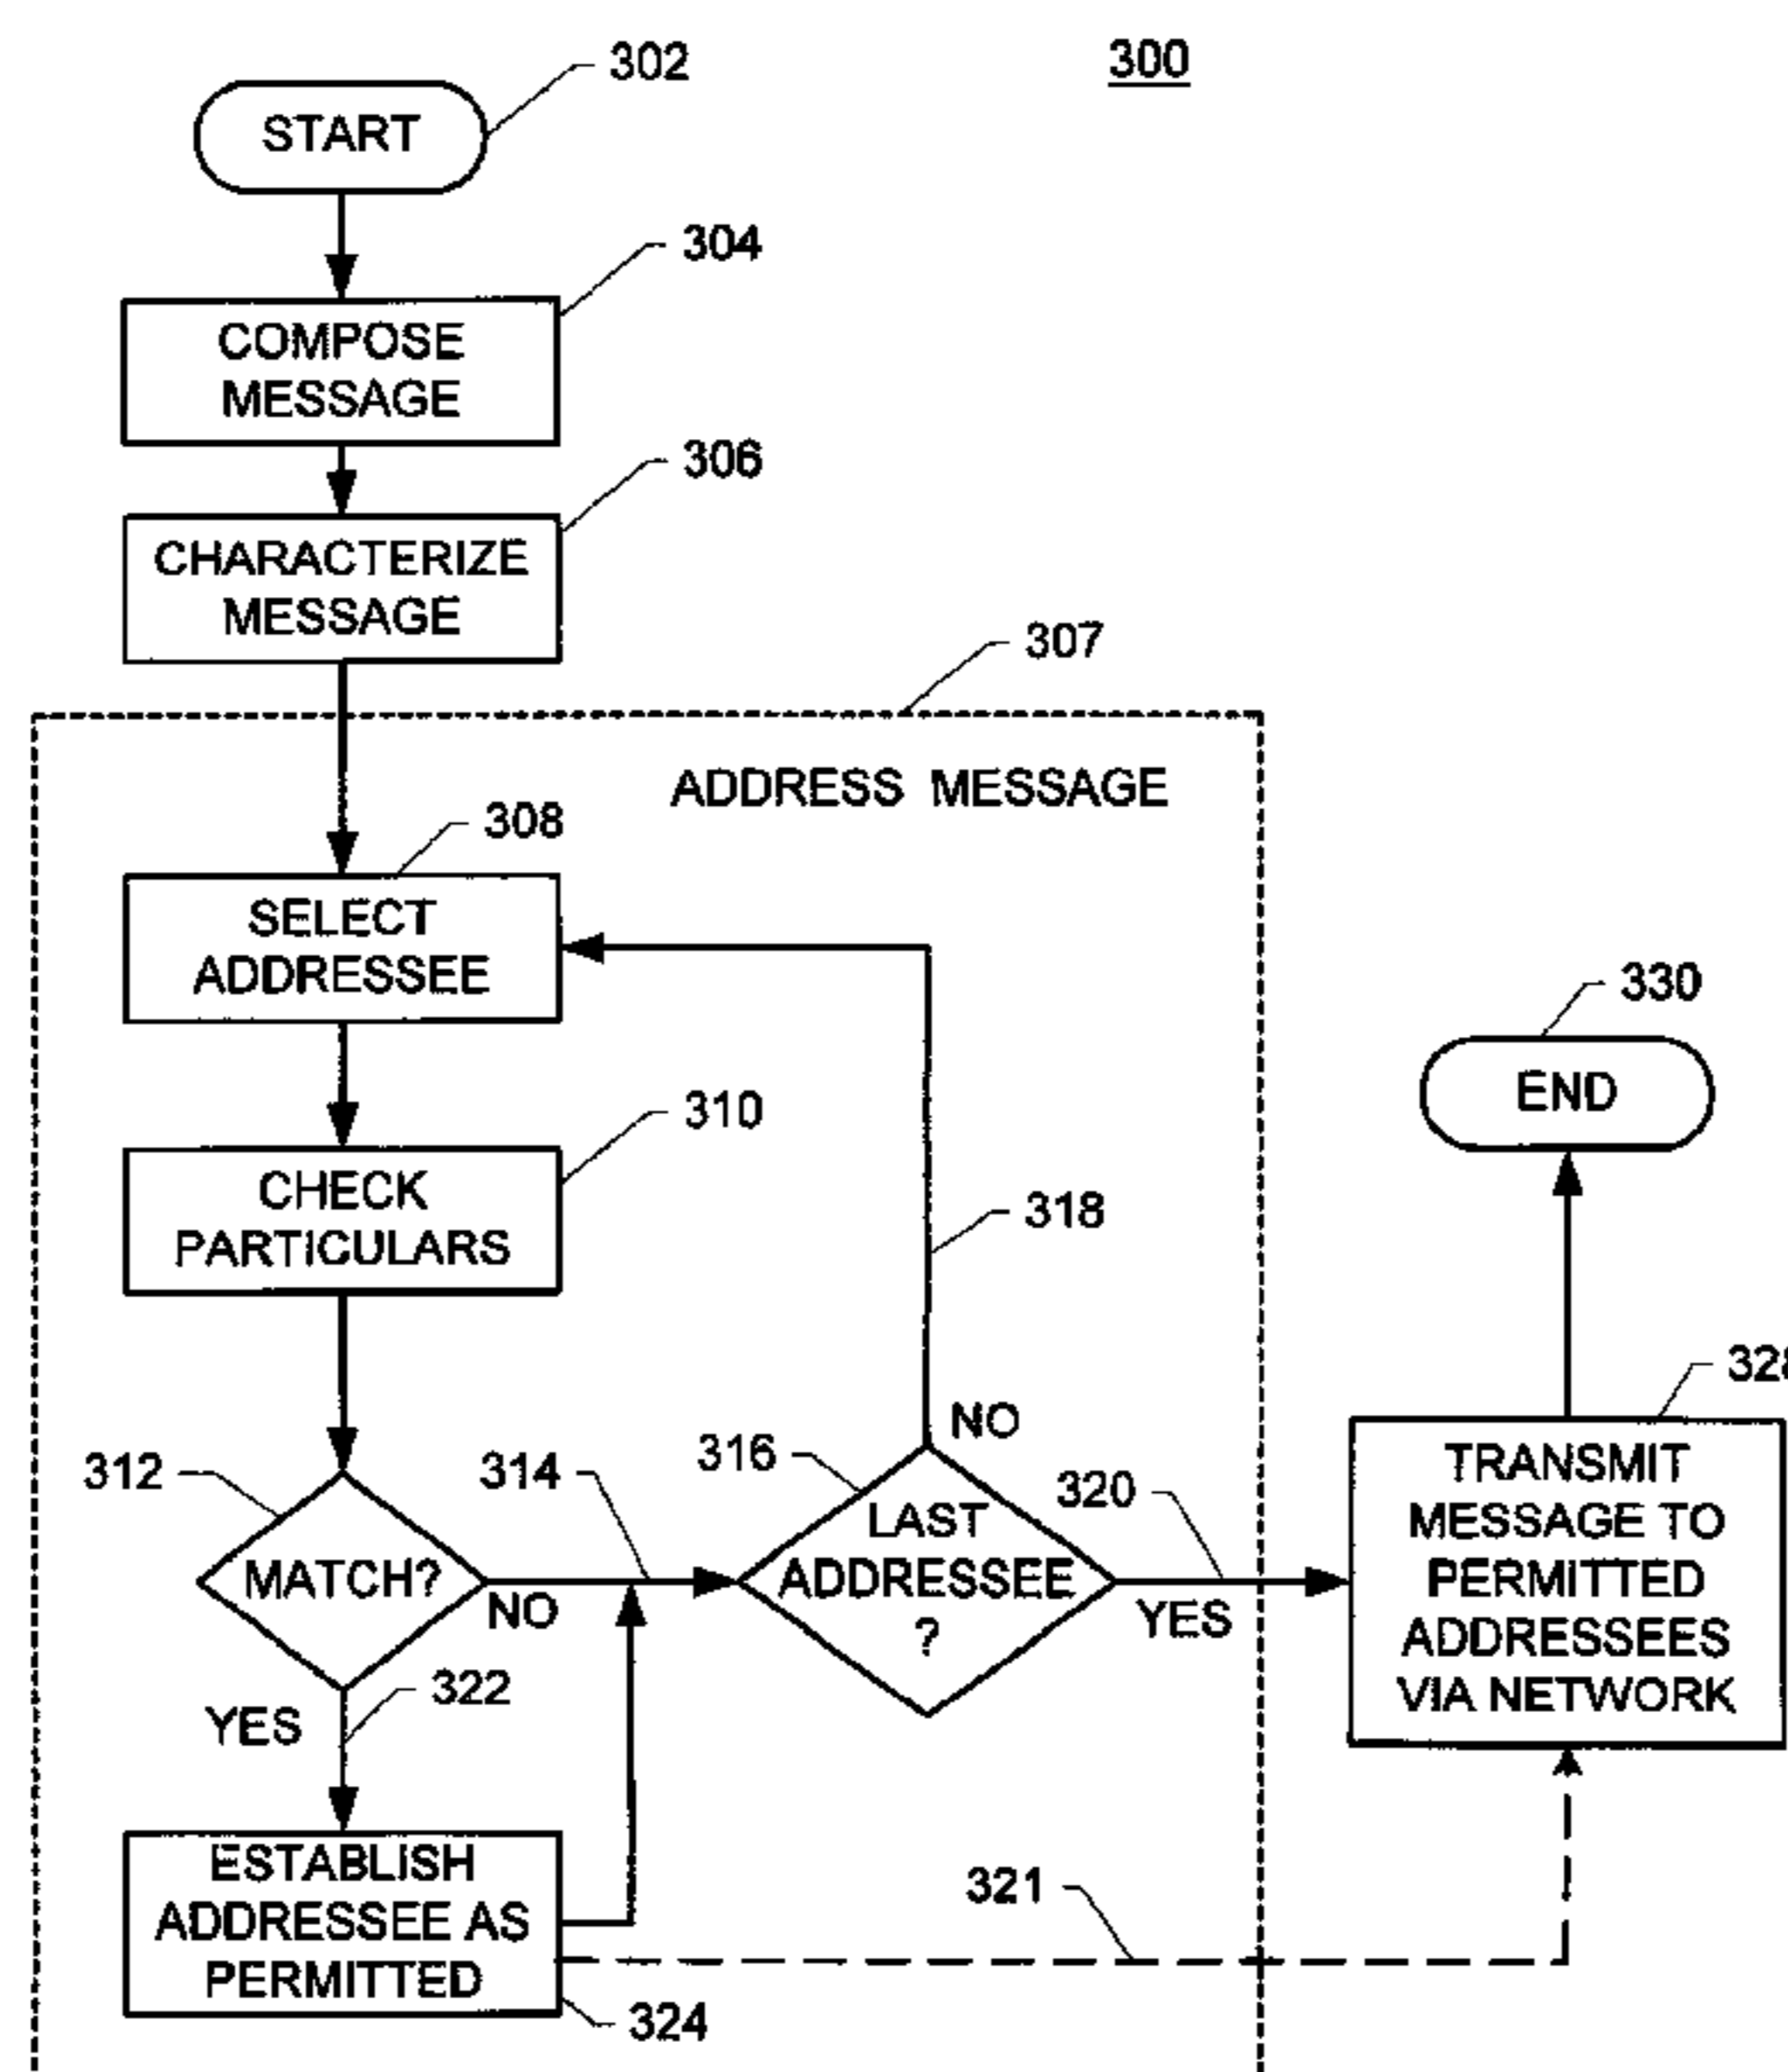 302
300
START
304
COMPOSE
MESSAGE
306
CHARACTERIZE
MESSAGE
307
ADDRESS MESSAGE
308
SELECT
ADDRESSEE
330
END
310
CHECK
PARTICULARS
318
NO
312
314
316
320
MATCH?
NO
LAST
ADDRESSEE
?
YES
TRANSMIT
MESSAGE TO
PERMITTED
ADDRESSEES
VIA NETWORK
322
YES
ESTABLISH
ADDRESSEE AS
PERMITTED
321
324